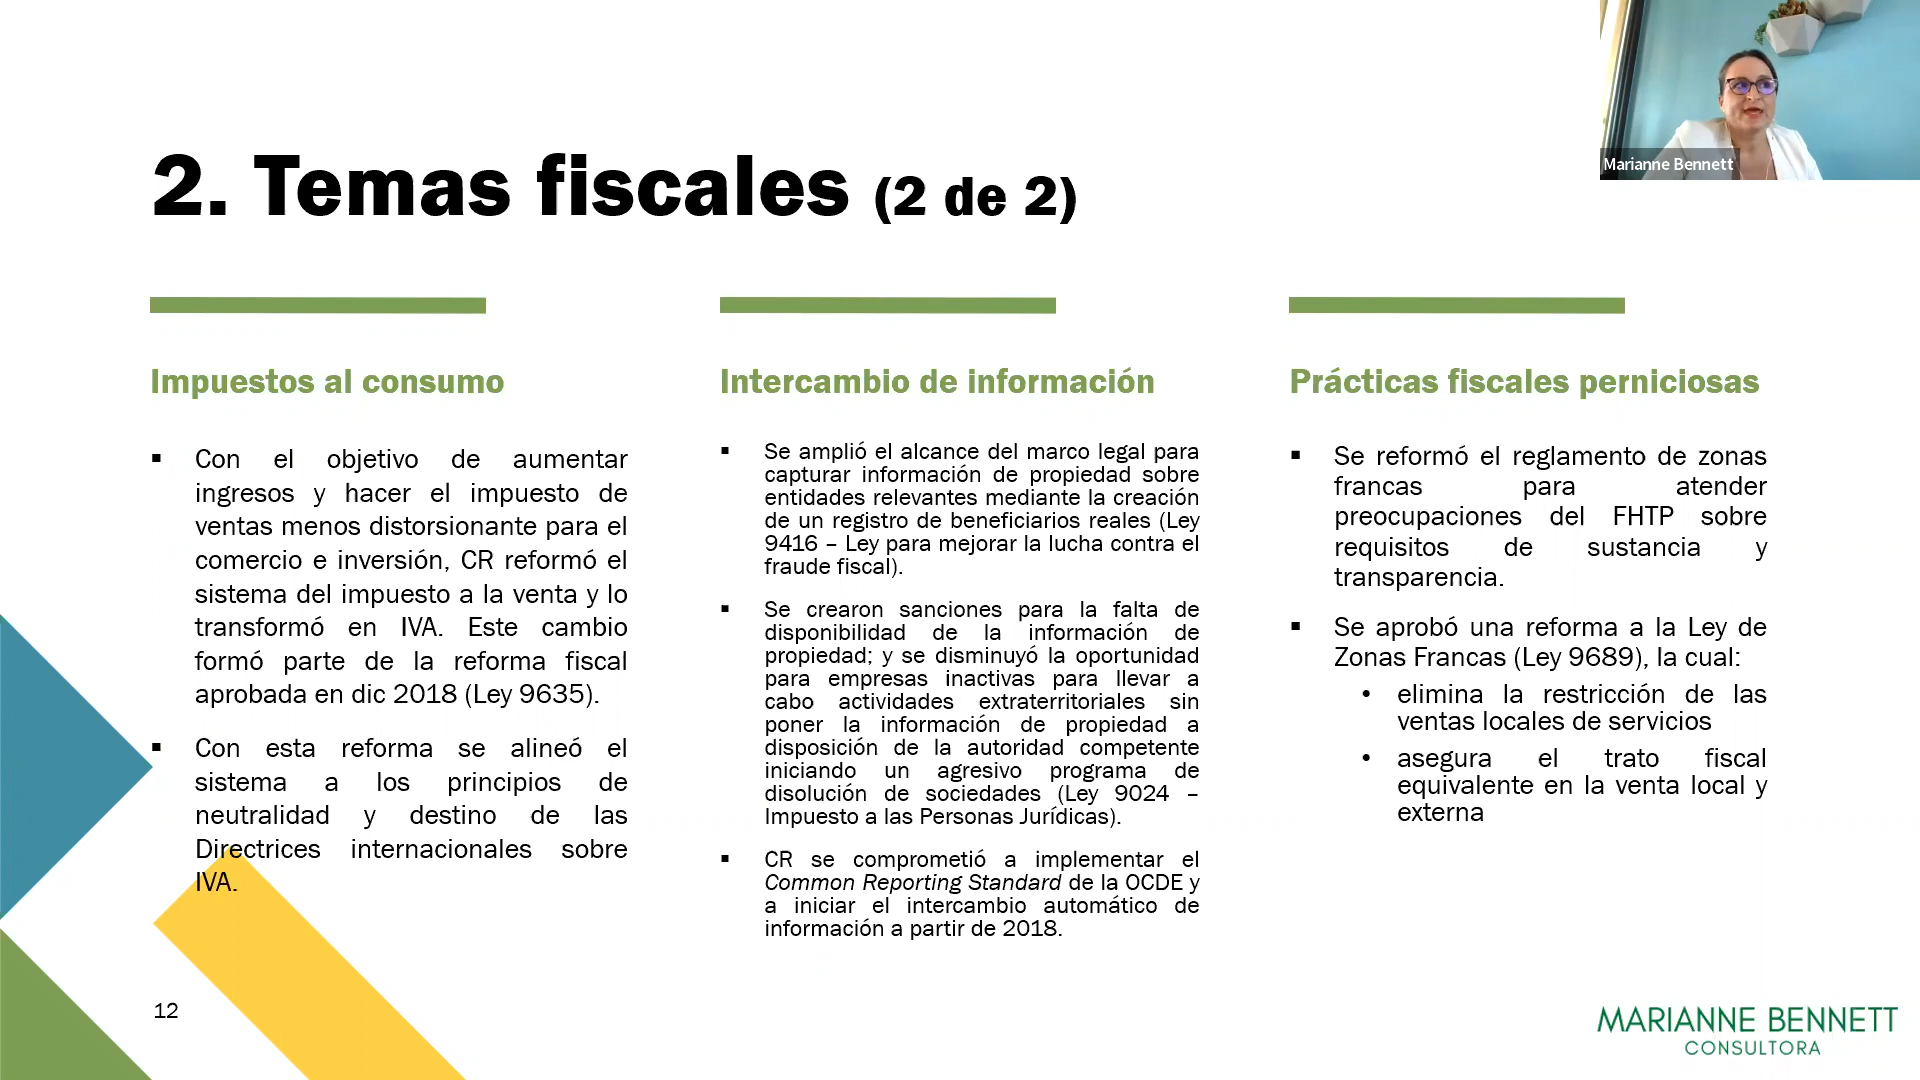 Marianne Bennett
2. Temas fiscales (2 de 2)
Impuestos al consumo
▪ Con el objetivo de aumentar
ingresos y hacer el impuesto de
ventas menos distorsionante para el
comercio e inversión, CR reformó el
sistema del impuesto a la venta y lo
transformó en IVA. Este cambio
formó parte de la reforma fiscal
aprobada en dic 2018 (Ley 9635).
▪ Con esta reforma se alineó el
sistema a los principios de
neutralidad y destino de las
Directrices internacionales sobre
IVA.
Intercambio de información
▪ Se amplió el alcance del marco legal para
capturar información de propiedad sobre
entidades relevantes mediante la creación
de un registro de beneficiarios reales (Ley
9416 – Ley para mejorar la lucha contra el
fraude fiscal).
▪ Se crearon sanciones para la falta de
disponibilidad de la información de
propiedad; y se disminuyó la oportunidad
para empresas inactivas para llevar a
cabo actividades extraterritoriales sin
poner la información de propiedad a
disposición de la autoridad competente
iniciando un agresivo programa de
disolución de sociedades (Ley 9024 –
Impuesto a las Personas Jurídicas).
▪ CR se comprometió a implementar el
Common Reporting Standard de la OCDE y
a iniciar el intercambio automático de
información a partir de 2018.
Prácticas fiscales perniciosas
▪ Se reformó el reglamento de zonas
francas para atender
preocupaciones del FHTP sobre
requisitos de sustancia y
transparencia.
▪ Se aprobó una reforma a la Ley de
Zonas Francas (Ley 9689), la cual:
• elimina la restricción de las
ventas locales de servicios
• asegura el trato fiscal
equivalente en la venta local y
externa
12
MARIANNE BENNETT
CONSULTORA